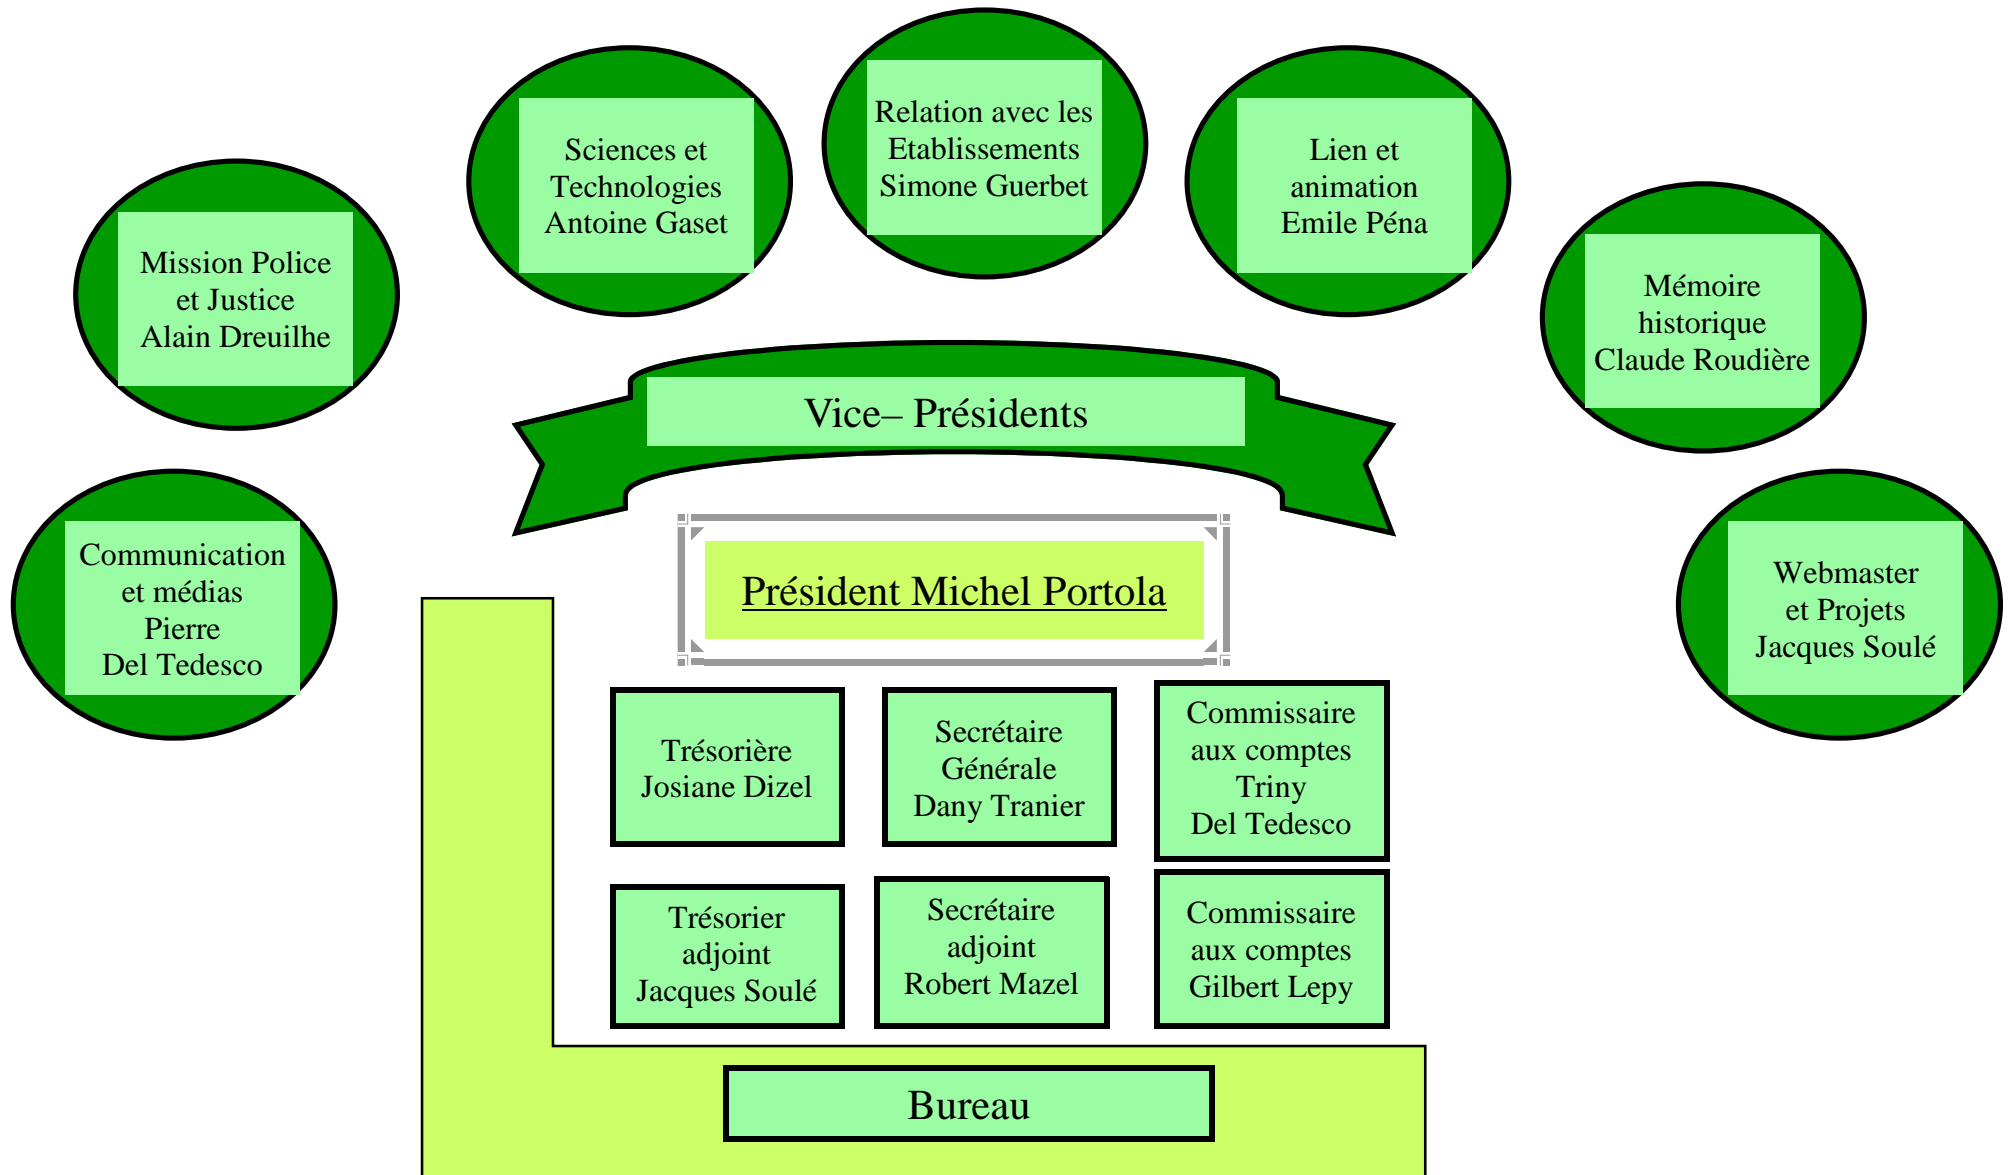 Relation avec les
Etablissements
Simone Guerbet
Sciences et
Technologies
Antoine Gaset
Lien et
animation
Emile Péna
Mission Police
et Justice
Alain Dreuilhe
Mémoire
historique
Claude Roudière
Vice– Présidents
Communication
et médias
Pierre
Del Tedesco
Président Michel Portola
Webmaster
et Projets
Jacques Soulé
Trésorière
Josiane Dizel
Secrétaire
Générale
Dany Tranier
Commissaire
aux comptes
Triny
Del Tedesco
Trésorier
adjoint
Jacques Soulé
Secrétaire
adjoint
Robert Mazel
Commissaire
aux comptes
Gilbert Lepy
Bureau